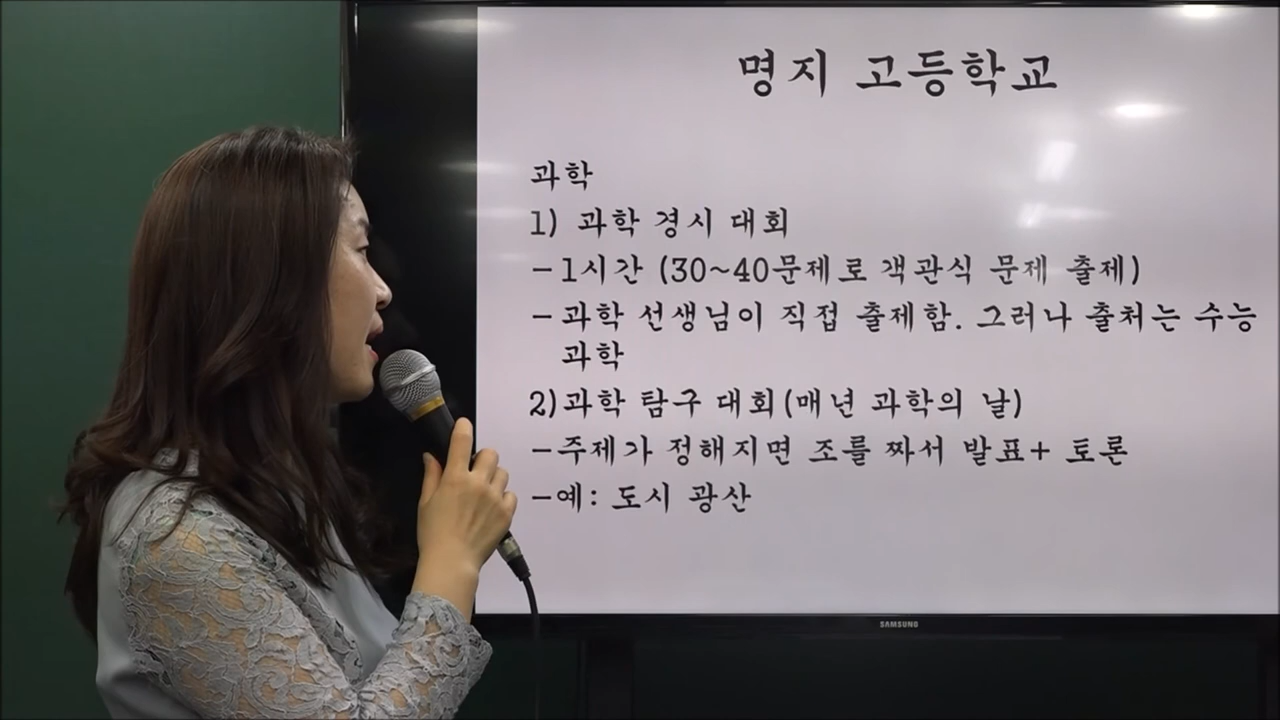 명지 고등학교
과학
1) 과학 경시 대회
-1시간 (30~40문제로 객관식 문제 출제)
-과학 선생님이 직접 출제함. 그러나 출처는 수능
과학
2)과학 탐구 대회(매년 과학의 날)
-주제가 정해지면 조를 짜서 발표+ 토론
-예: 도시 광산
SAMSUNG